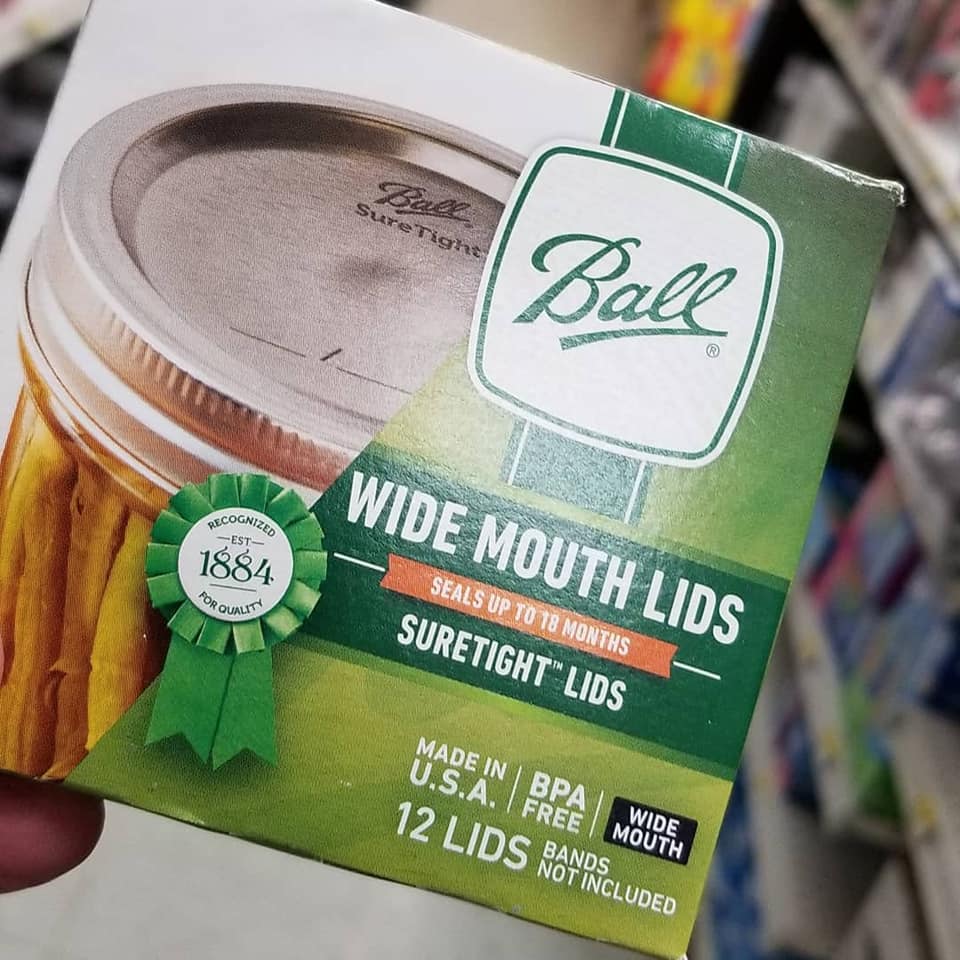 Ball
SureTight
Ball
®
WIDE MOUTH LIDS
SEALS UP TO 18 MONTHS
SURETIGHT™ LIDS
RECOGNIZED
EST
1884
FOR QUALITY
MADE IN
U.S.A.
BPA
FREE
WIDE
MOUTH
12 LIDS
BANDS
NOT INCLUDED